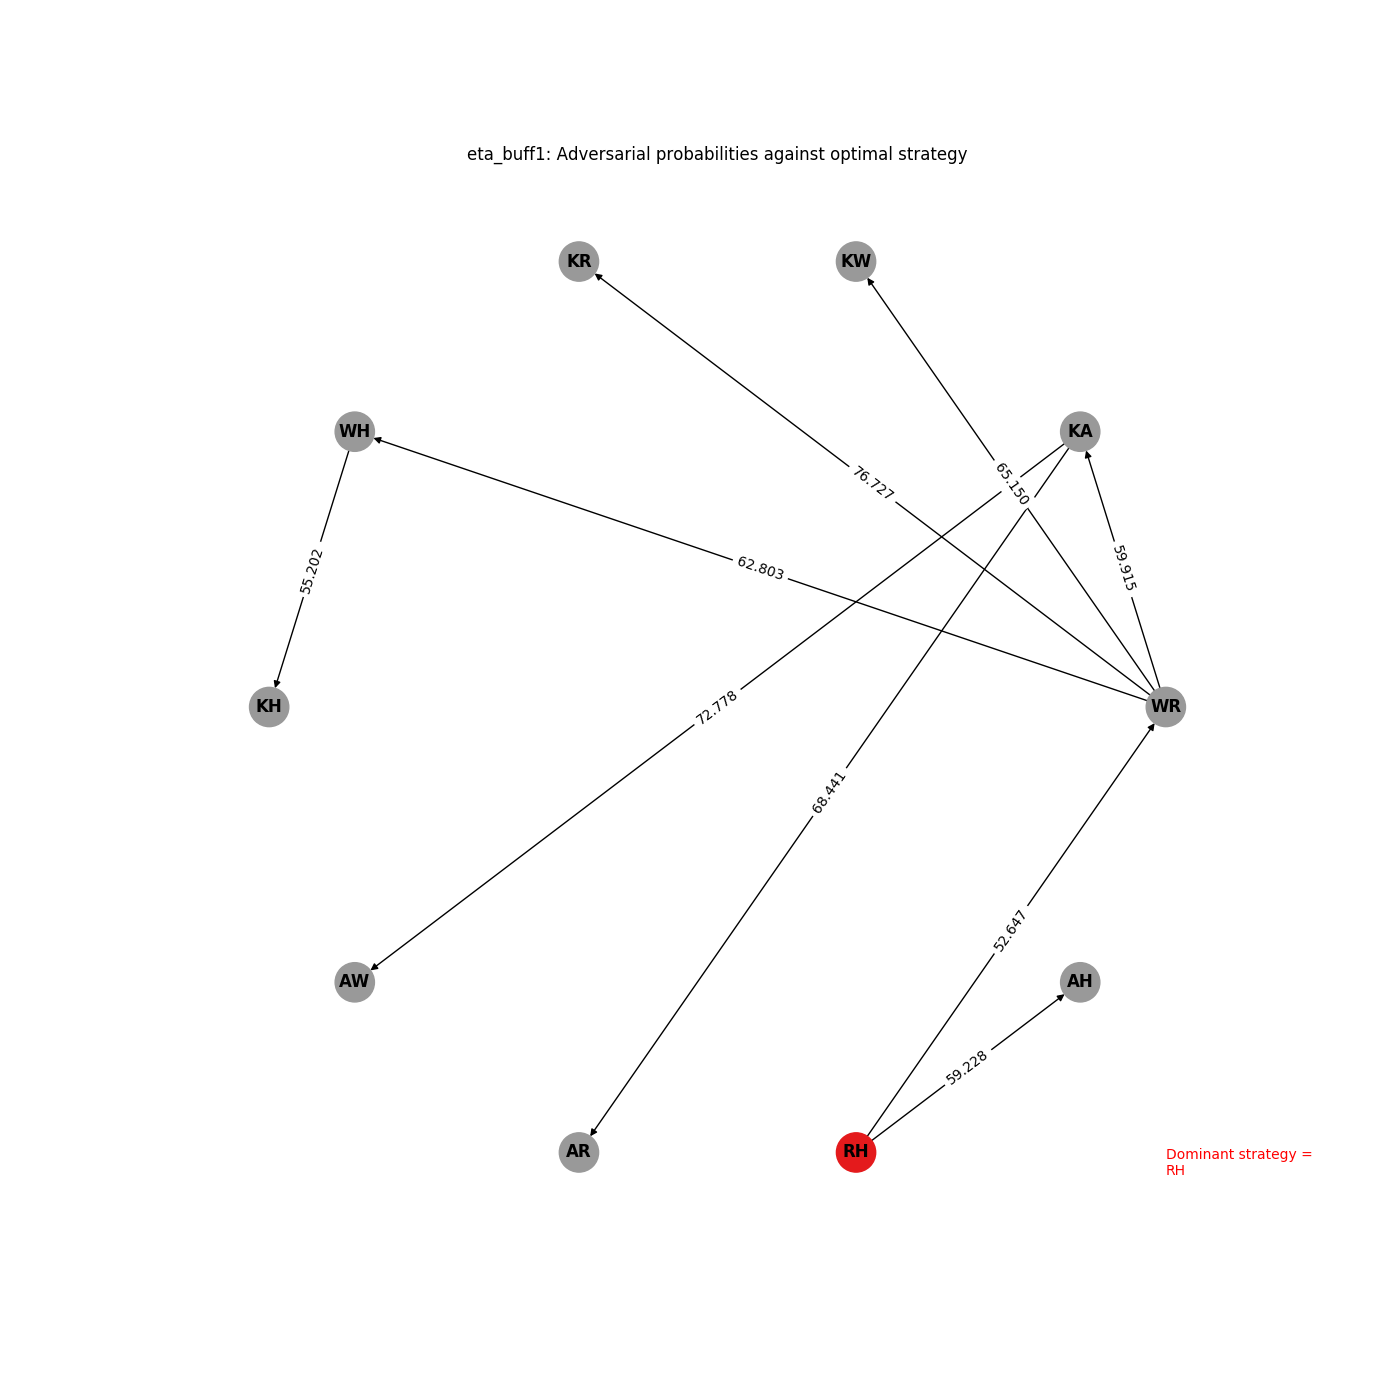 eta_buff1: Adversarial probabilities against optimal strategy
KR
KW
WH
KA
76.727
65.150
62.803
59.915
55.202
KH
WR
72.778
68.441
52.647
AW
AH
59.228
AR
RH
Dominant strategy =
RH